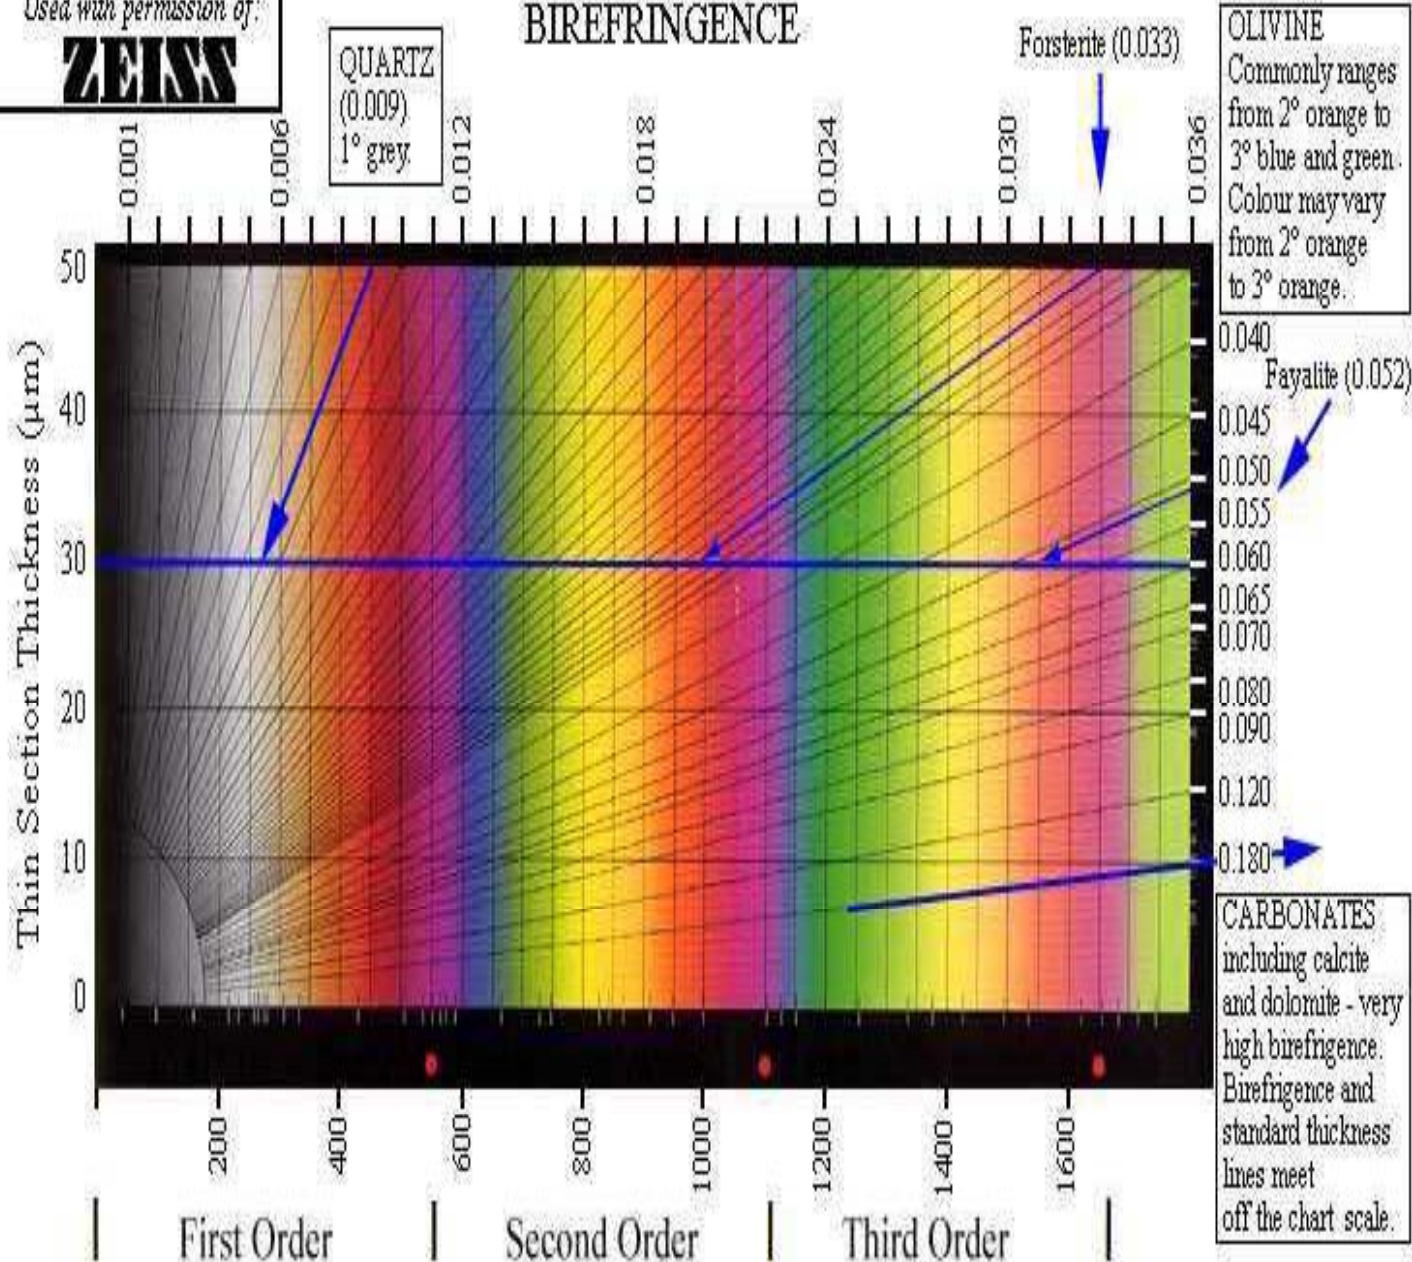 Used with permission of:
ZEISS
BIREFRINGENCE
QUARTZ
(0.009)
1° grey.
Forsterite (0.033)
OLIVINE
Commonly ranges
from 2° orange to
3° blue and green.
Colour may vary
from 2° orange
to 3° orange.
0.001
0.006
0.012
0.018
0.024
0.030
0.036
Thin Section Thickness (μm)
50
40
30
20
10
0
0.040
Fayalite (0.052)
0.045
0.050
0.055
0.060
0.065
0.070
0.080
0.090
0.120
0.180
CARBONATES
including calcite
and dolomite - very
high birefrigence.
Birefrigence and
standard thickness
lines meet
off the chart scale.
200
400
600
800
1000
1200
1400
1600
First Order
Second Order
Third Order